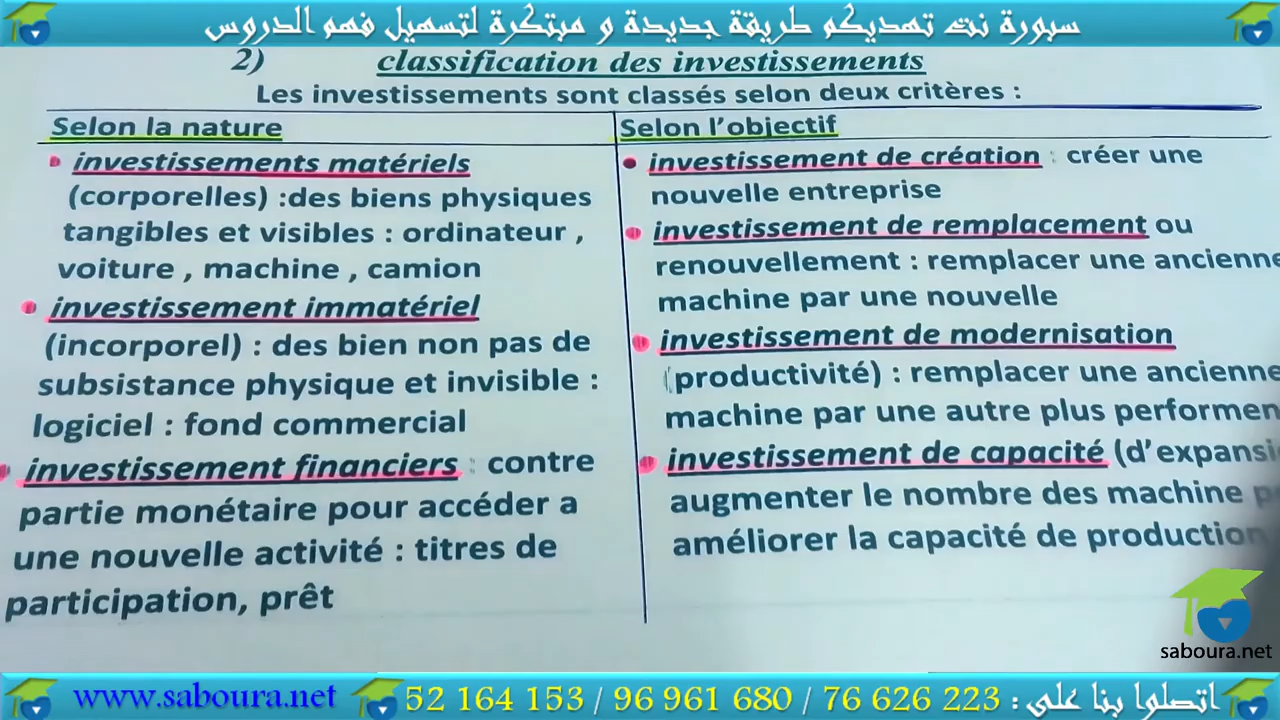 سبورة نت تهديكم طريقة جديدة و مبتكرة لتسهيل فهم الدروس
2) classification des investissements
Les investissements sont classés selon deux critères :
Selon la nature
investissements matériels
(corporelles) :des biens physiques
tangibles et visibles : ordinateur ,
voiture , machine , camion
investissement immatériel
(incorporel) : des bien non pas de
subsistance physique et invisible :
logiciel : fond commercial
investissement financiers : contre
partie monétaire pour accéder a
une nouvelle activité : titres de
participation, prêt
Selon l'objectif
investissement de création : créer une
nouvelle entreprise
investissement de remplacement ou
renouvellement : remplacer une ancienne
machine par une nouvelle
investissement de modernisation
(productivité) : remplacer une ancienne
machine par une autre plus performen
investissement de capacité (d'expansi
augmenter le nombre des machine
améliorer la capacité de production
saboura.net
www.saboura.net
52 164 153 / 96 961 680 / 76 626 223 : اتصلوا بنا على